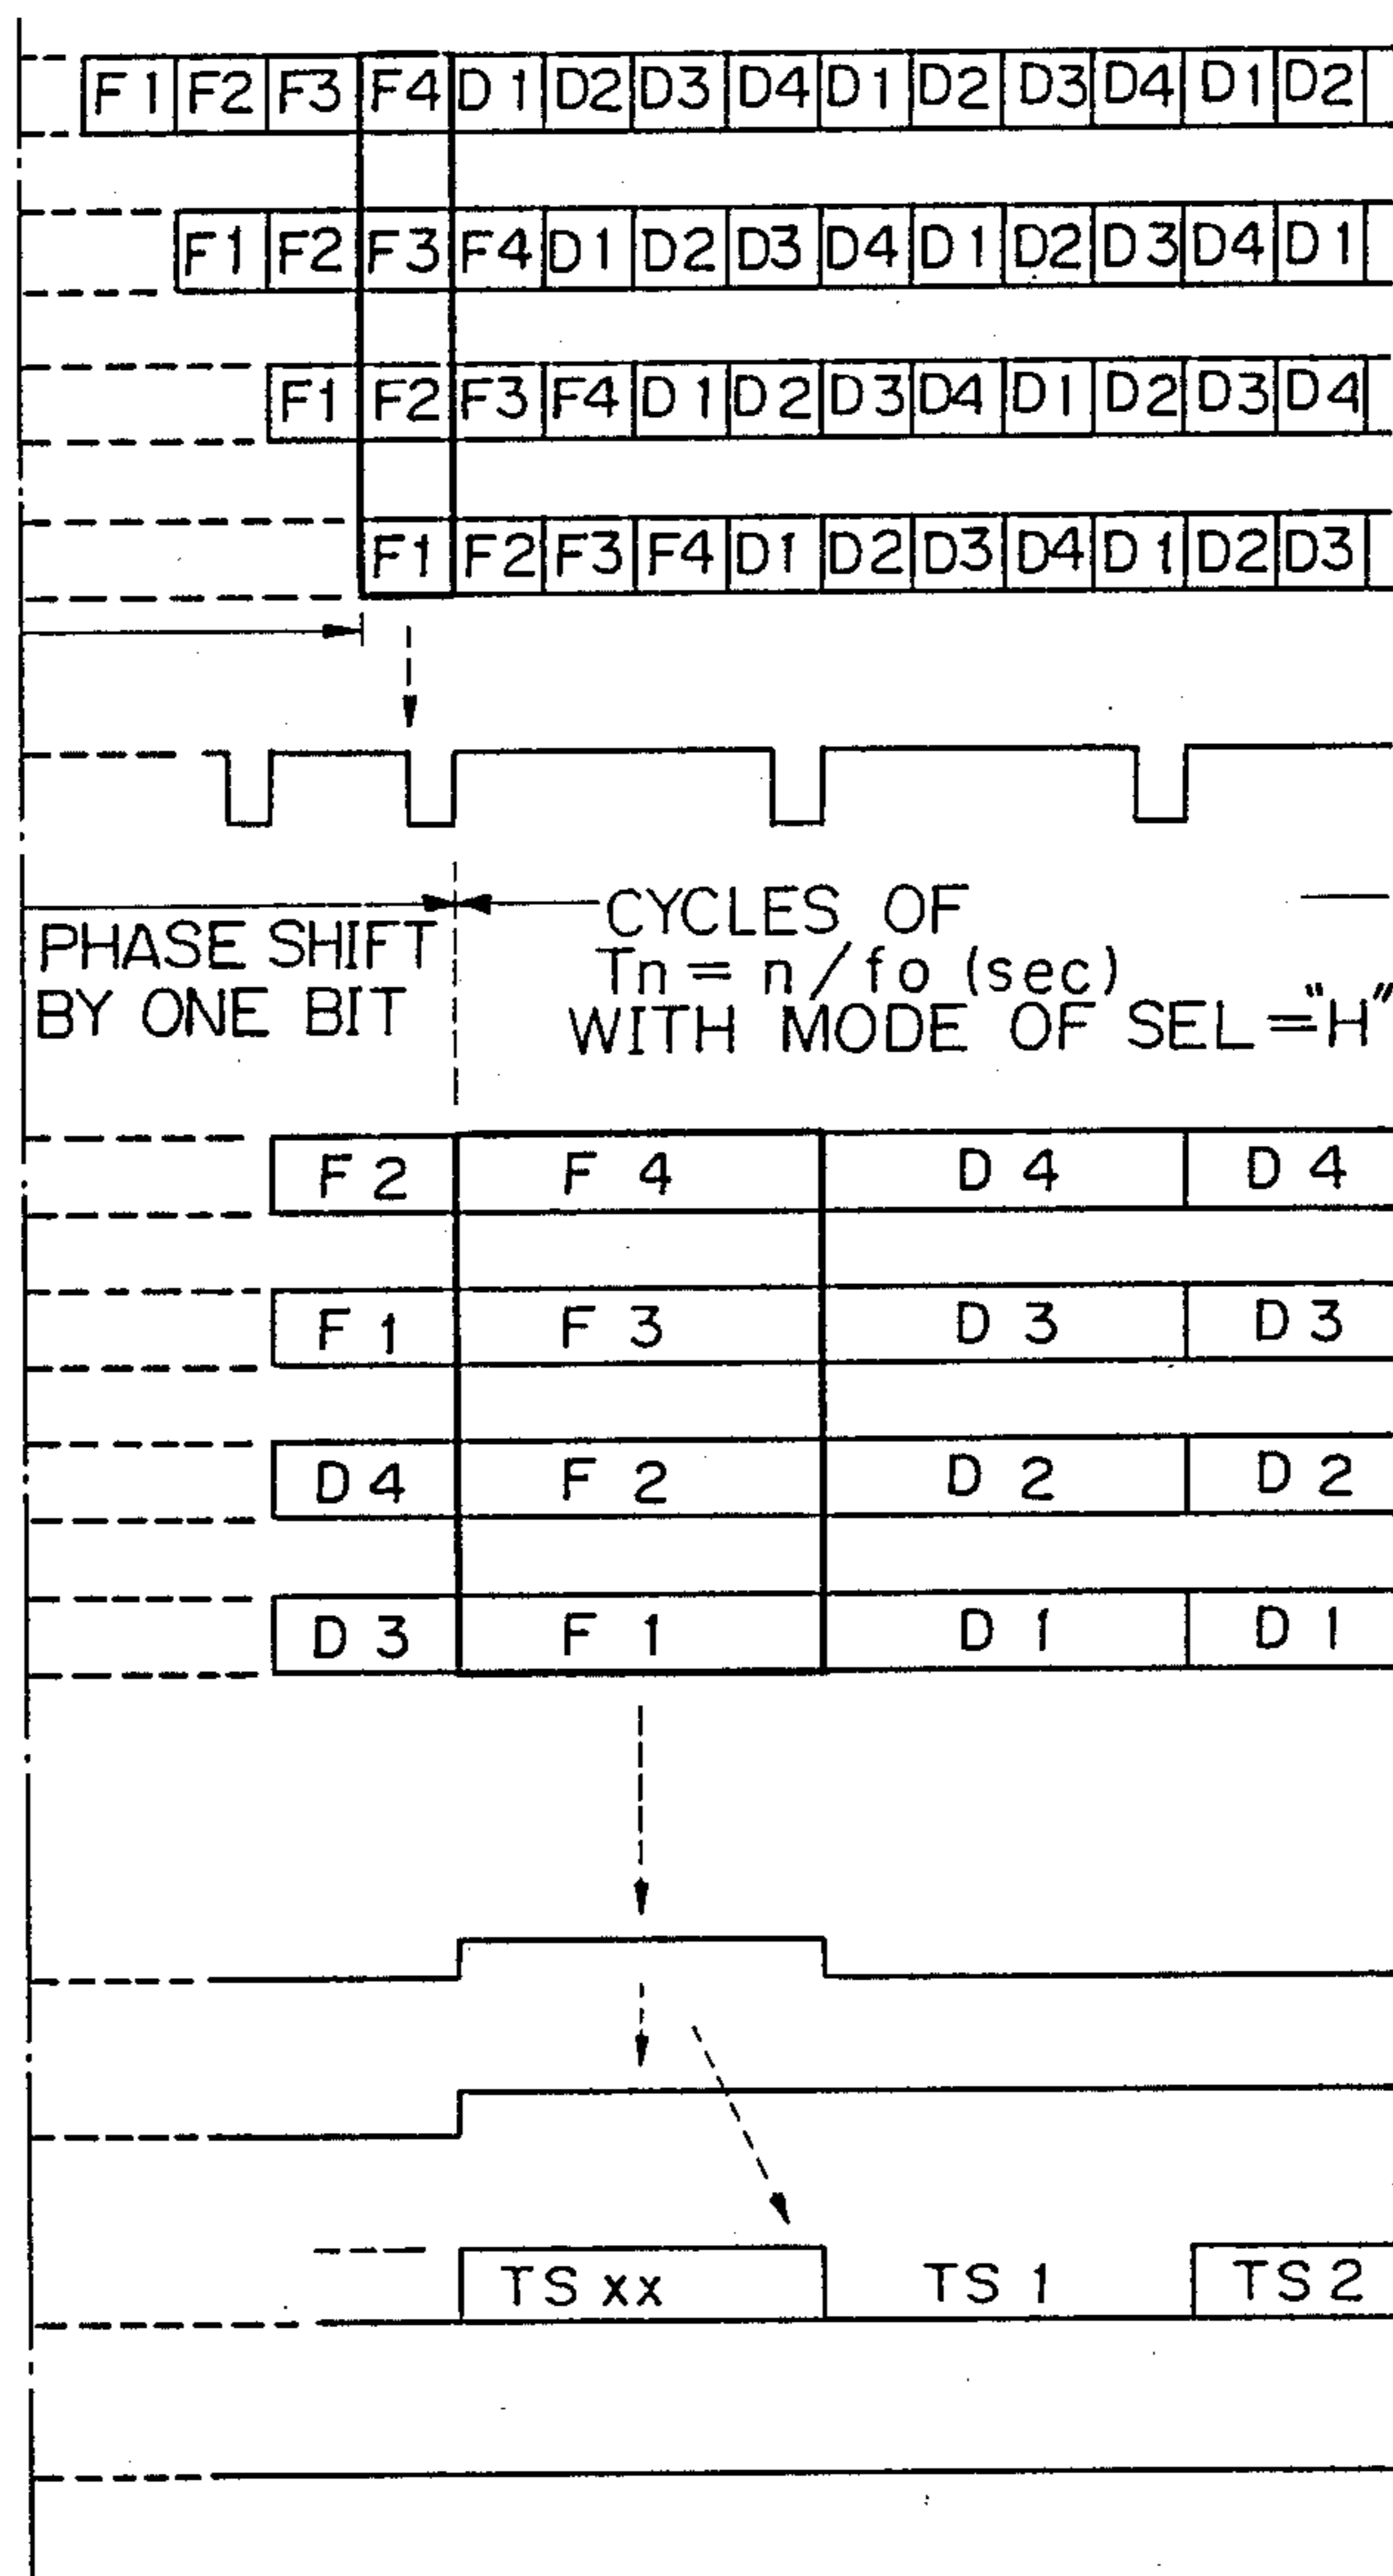 F1 F2 F3 F4 D1 D2 D3 D4 D1 D2 D3 D4 D1 D2
F1 F2 F3 F4 D1 D2 D3 D4 D1 D2 D3 D4 D1
F1 F2 F3 F4 D1 D2 D3 D4 D1 D2 D3 D4
F1 F2 F3 F4 D1 D2 D3 D4 D1 D2 D3
PHASE SHIFT
BY ONE BIT
CYCLES OF
Tn = n/fo (sec)
WITH MODE OF SEL = "H"
F2 F4 D4 D4
F1 F3 D3 D3
D4 F2 D2 D2
D3 F1 D1 D1
TS xx TS 1 TS 2